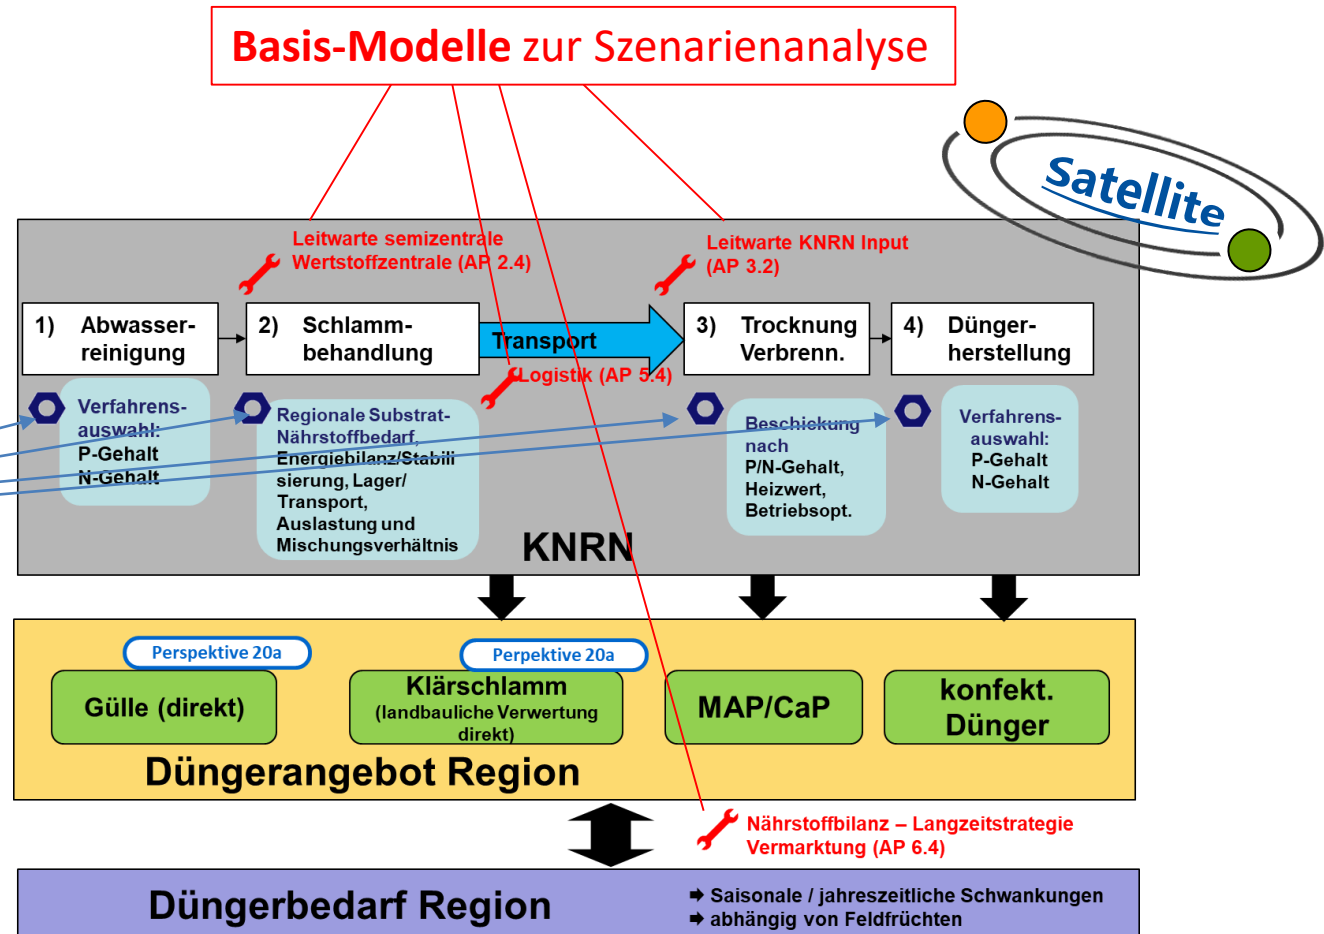 Basis-Modelle zur Szenarienanalyse
Satellite
Leitwarte semizentrale
Wertstoffzentrale (AP 2.4)
Leitwarte KNRN Input
(AP 3.2)
1) Abwasser-
reinigung
2) Schlamm-
behandlung
Transport
3) Trocknung
Verbrenn.
4) Dünger-
herstellung
Logistik (AP 5.4)
Verfahrens-
auswahl:
P-Gehalt
N-Gehalt
Regionale Substrat-
Nährstoffbedarf,
Energiebilanz/Stabili
sierung, Lager/
Transport,
Auslastung und
Mischungsverhältnis
Beschickung
nach
P/N-Gehalt,
Heizwert,
Betriebsopt.
Verfahrens-
auswahl:
P-Gehalt
N-Gehalt
KNRN
Perspektive 20a
Perpektive 20a
Gülle (direkt)
Klärschlamm
(landbauliche Verwertung
direkt)
MAP/CaP
konfekt.
Dünger
Düngerangebot Region
Nährstoffbilanz – Langzeitstrategie
Vermarktung (AP 6.4)
Düngerbedarf Region
➡ Saisonale / jahreszeitliche Schwankungen
➡ abhängig von Feldfrüchten